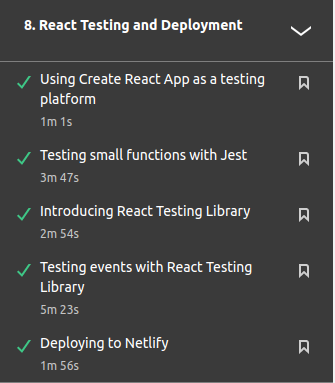 8. React Testing and Deployment
Using Create React App as a testing
platform
1m 1s
Testing small functions with Jest
3m 47s
Introducing React Testing Library
2m 54s
Testing events with React Testing
Library
5m 23s
Deploying to Netlify
1m 56s